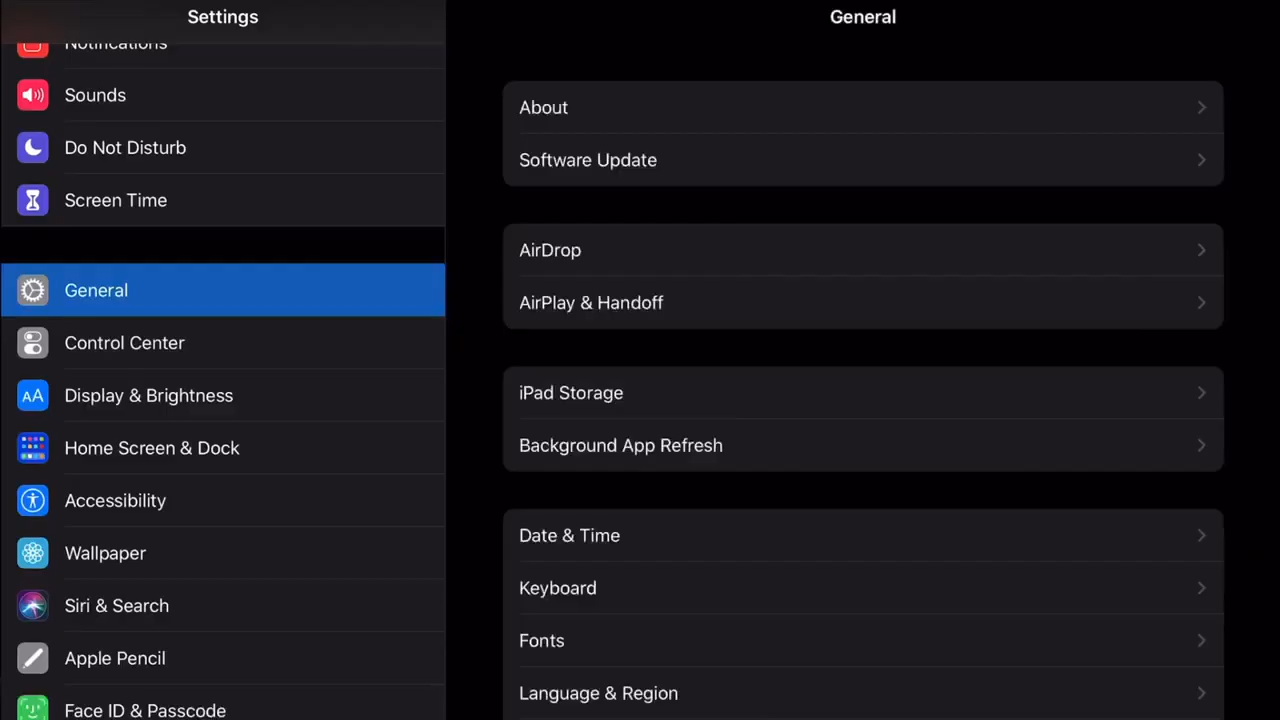 Settings
Notifications
Sounds
Do Not Disturb
Screen Time
General
Control Center
AA
Display & Brightness
Home Screen & Dock
Accessibility
Wallpaper
Siri & Search
Apple Pencil
Face ID & Passcode
General
About
Software Update
AirDrop
AirPlay & Handoff
iPad Storage
Background App Refresh
Date & Time
Keyboard
Fonts
Language & Region